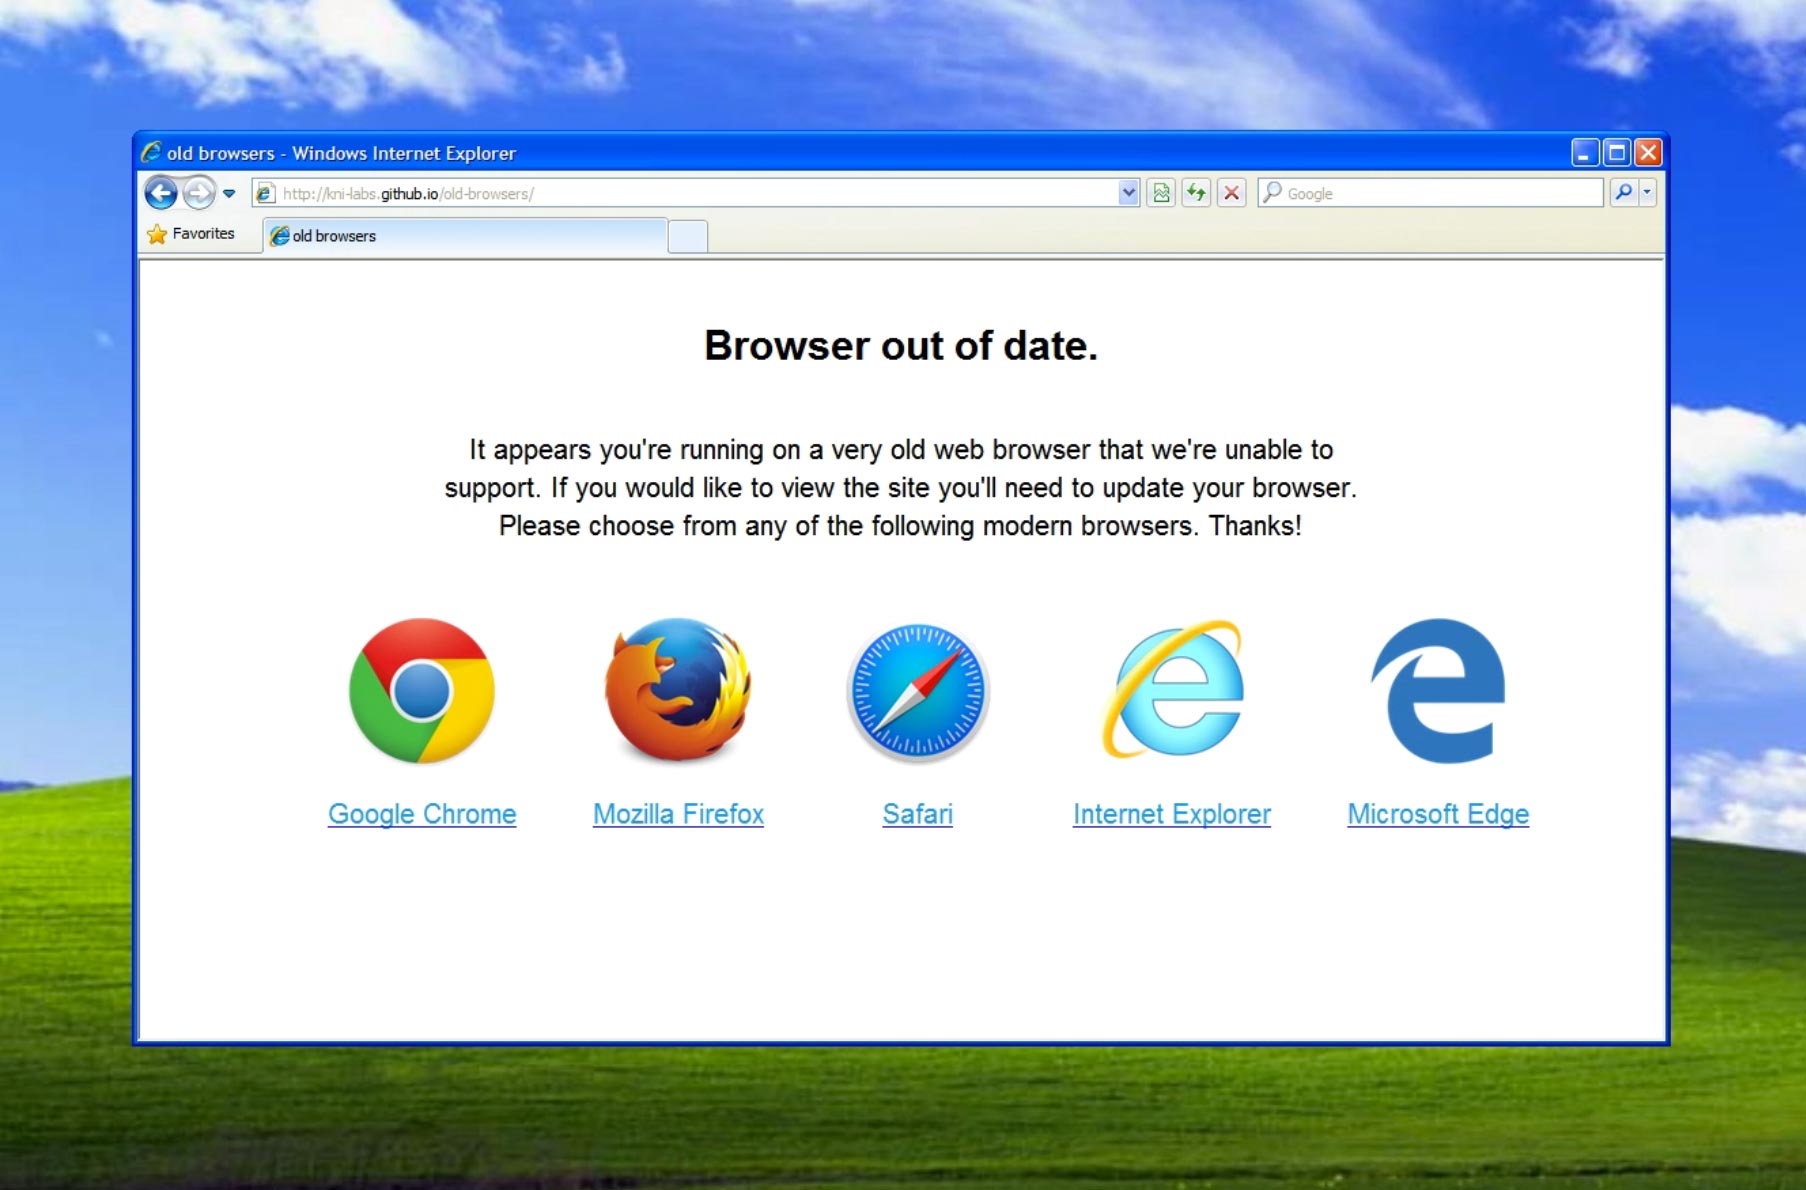 old browsers - Windows Internet Explorer
http://kni-labs.github.io/old-browsers/
Google
Favorites
old browsers
Browser out of date.
It appears you're running on a very old web browser that we're unable to
support. If you would like to view the site you'll need to update your browser.
Please choose from any of the following modern browsers. Thanks!
Google Chrome
Mozilla Firefox
Safari
Internet Explorer
Microsoft Edge